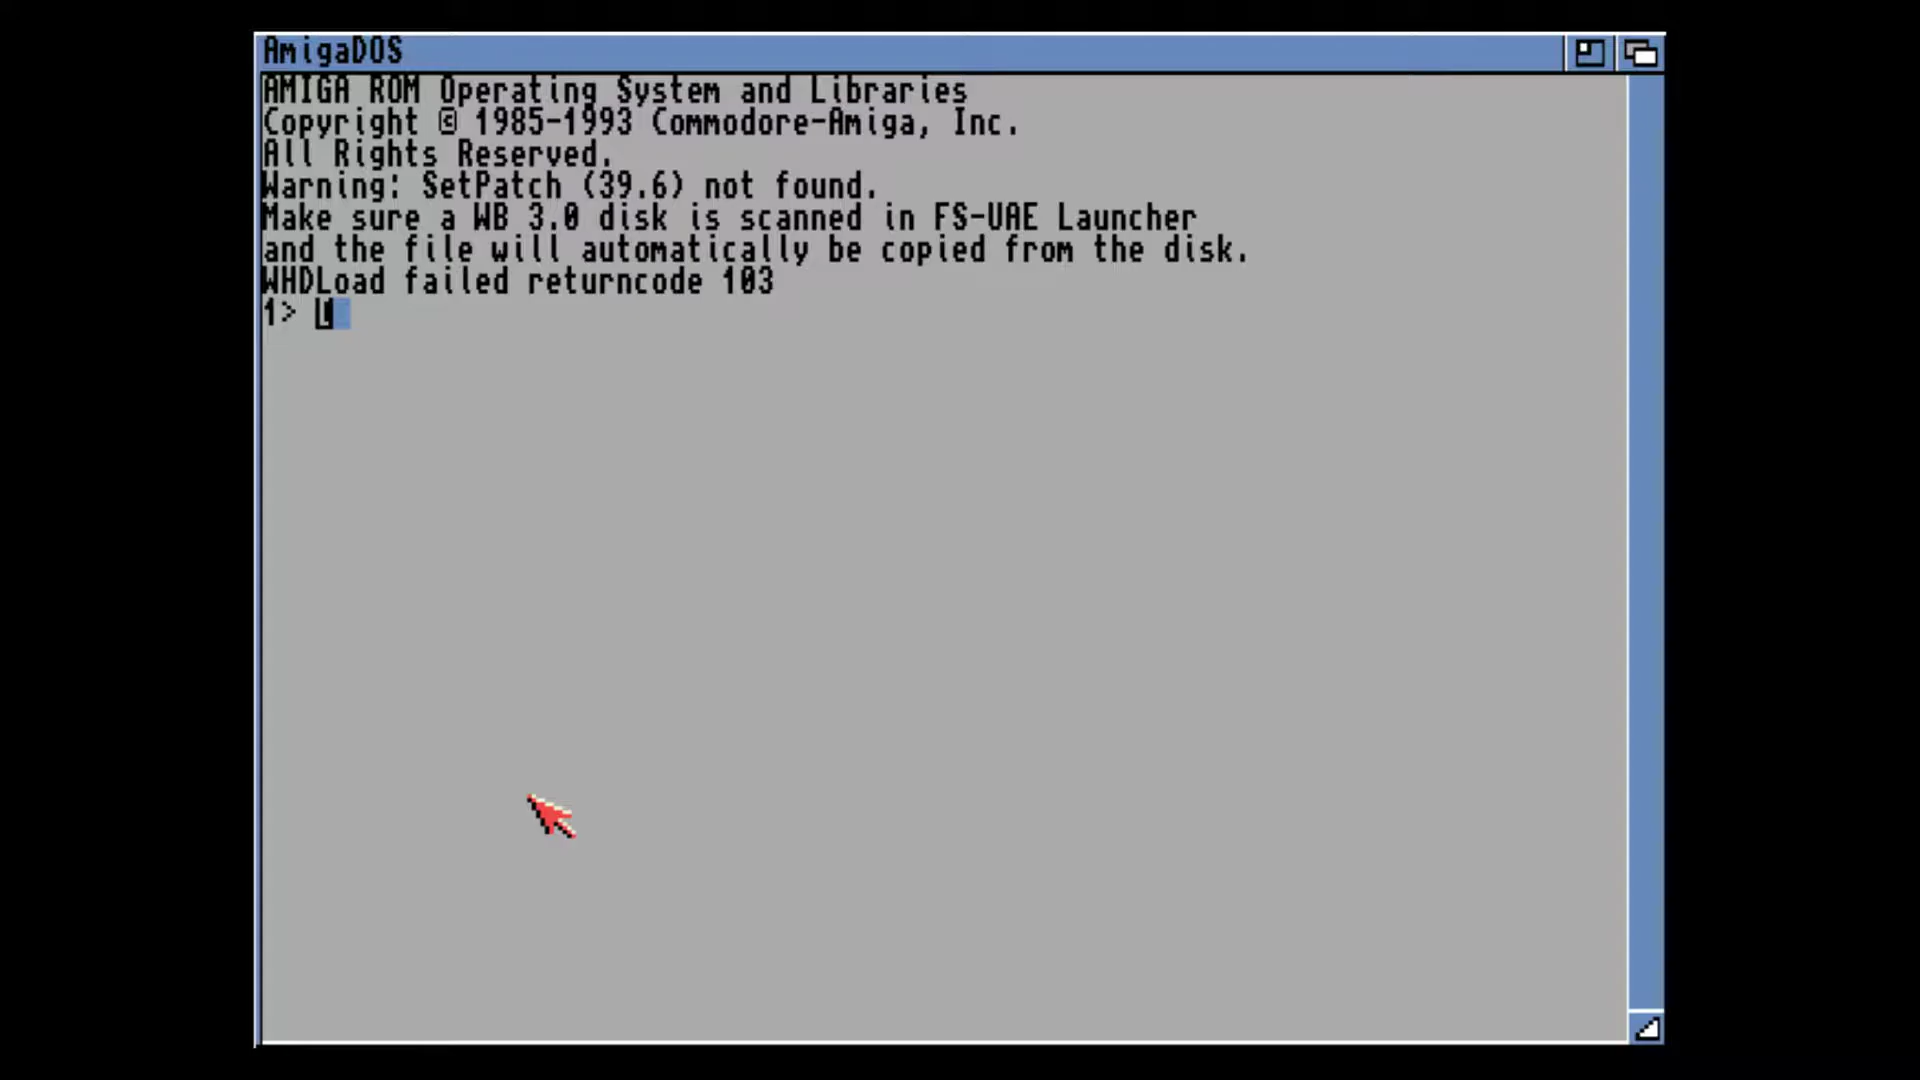 AmigaDOS
AMIGA ROM Operating System and Libraries
Copyright © 1985-1993 Commodore-Amiga, Inc.
All Rights Reserved.
Warning: SetPatch (39.6) not found.
Make sure a WB 3.0 disk is scanned in FS-UAE Launcher
and the file will automatically be copied from the disk.
WHDLoad failed returncode 103
1>